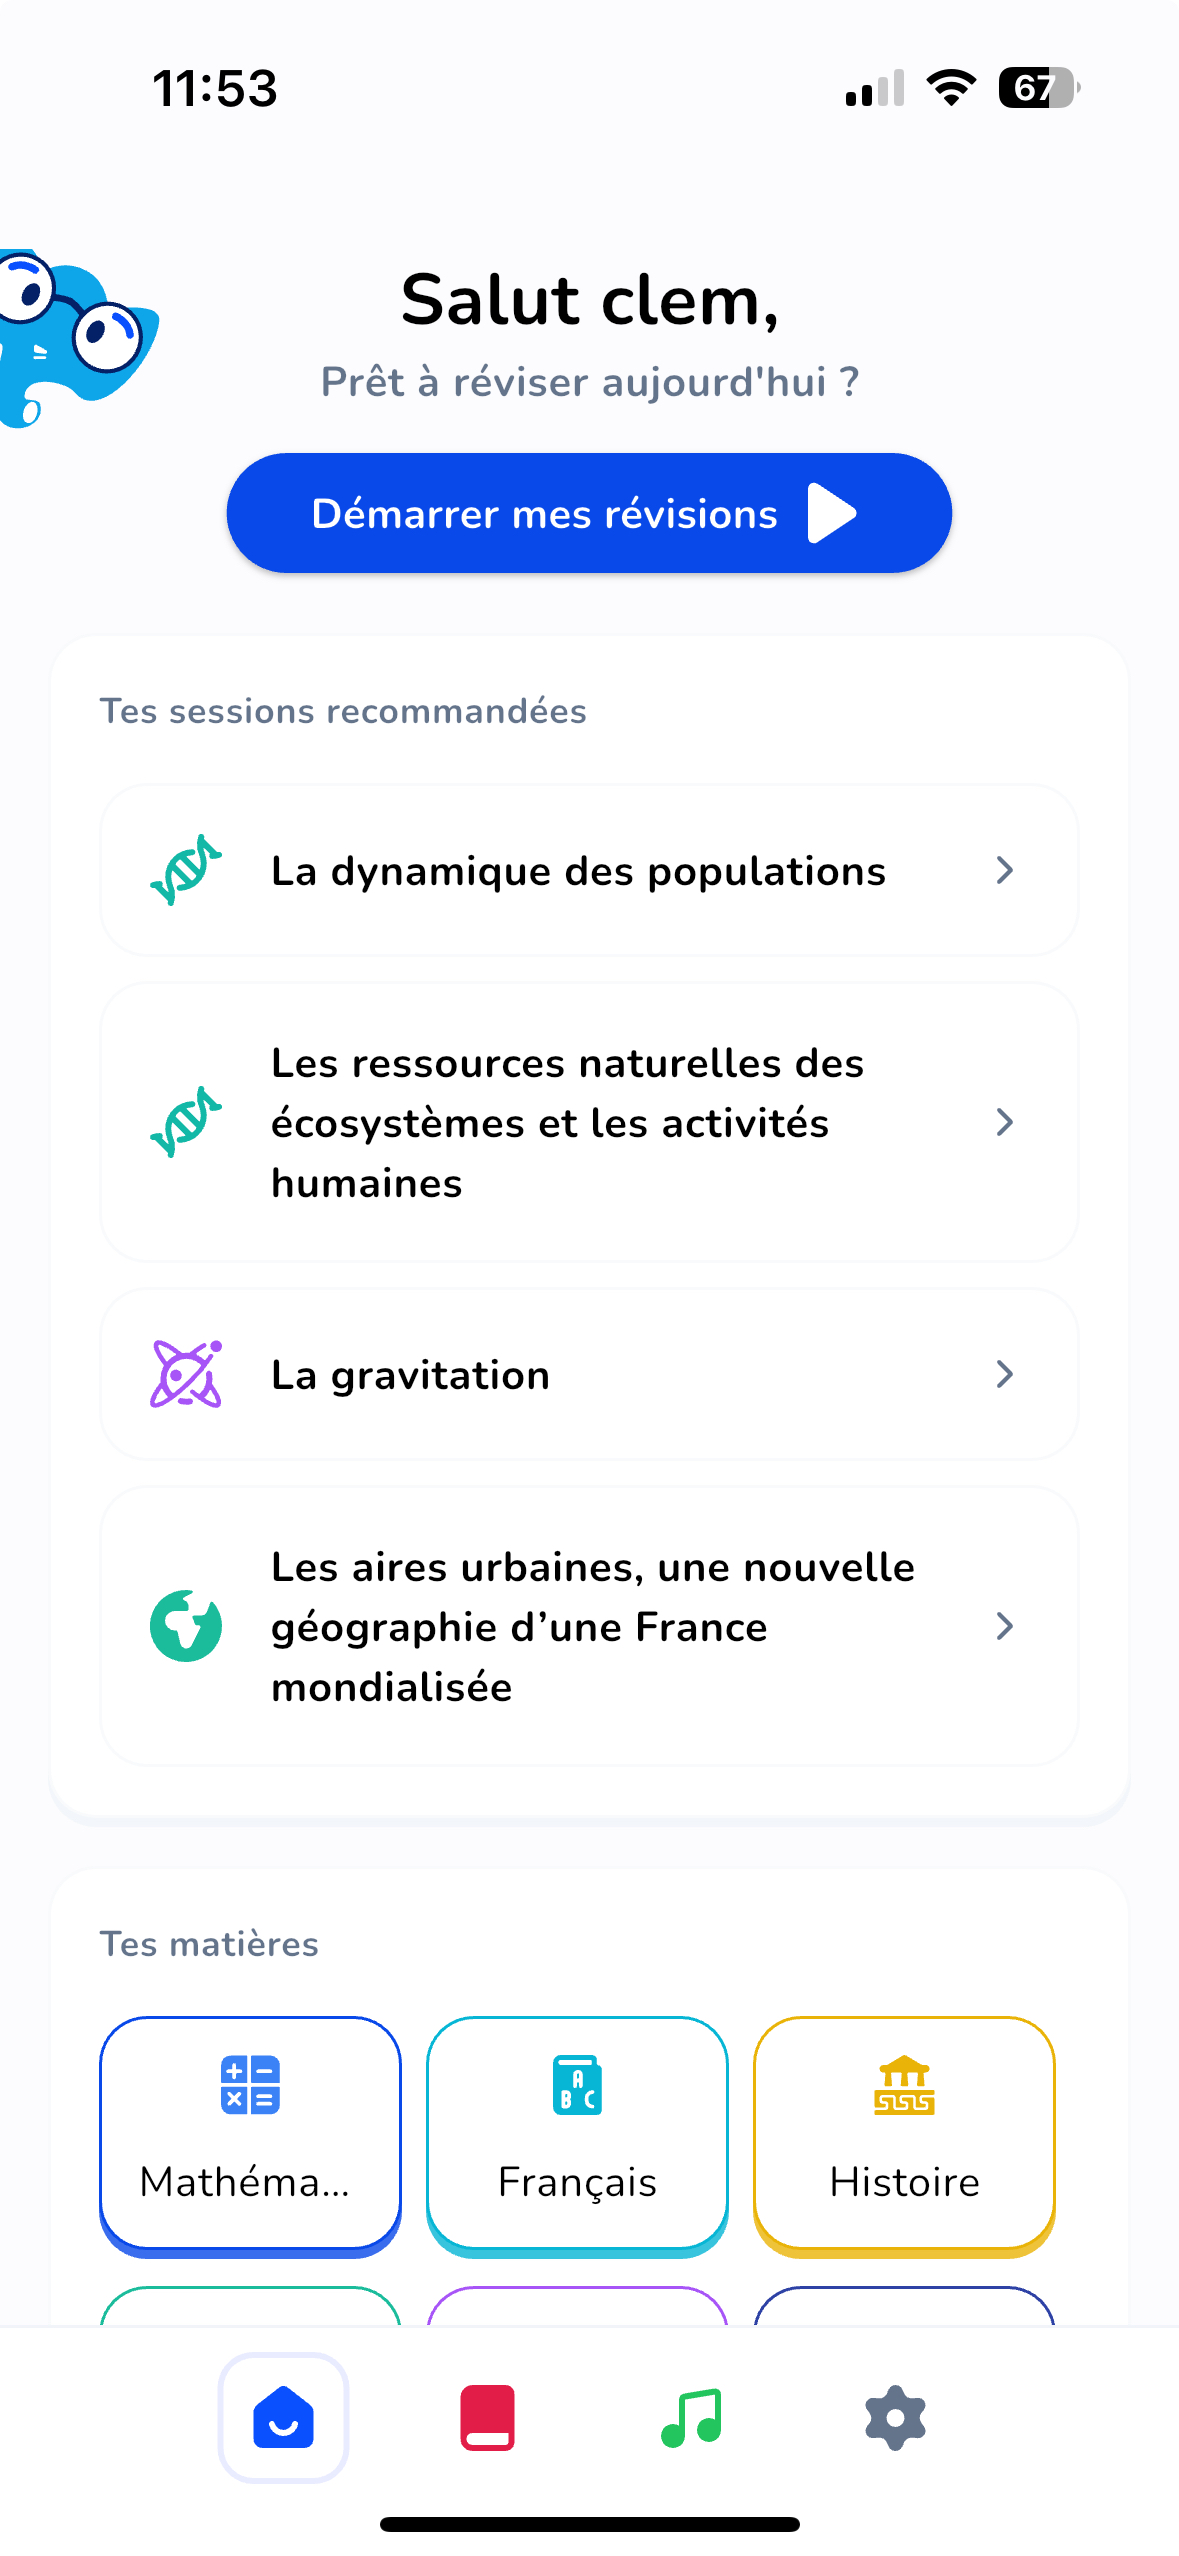 11:53
67
Salut clem,
Prêt à réviser aujourd'hui ?
Démarrer mes révisions
Tes sessions recommandées
La dynamique des populations
Les ressources naturelles des
écosystèmes et les activités
humaines
La gravitation
Les aires urbaines, une nouvelle
géographie d’une France
mondialisée
Tes matières
A
B C
Mathéma...
Français
Histoire